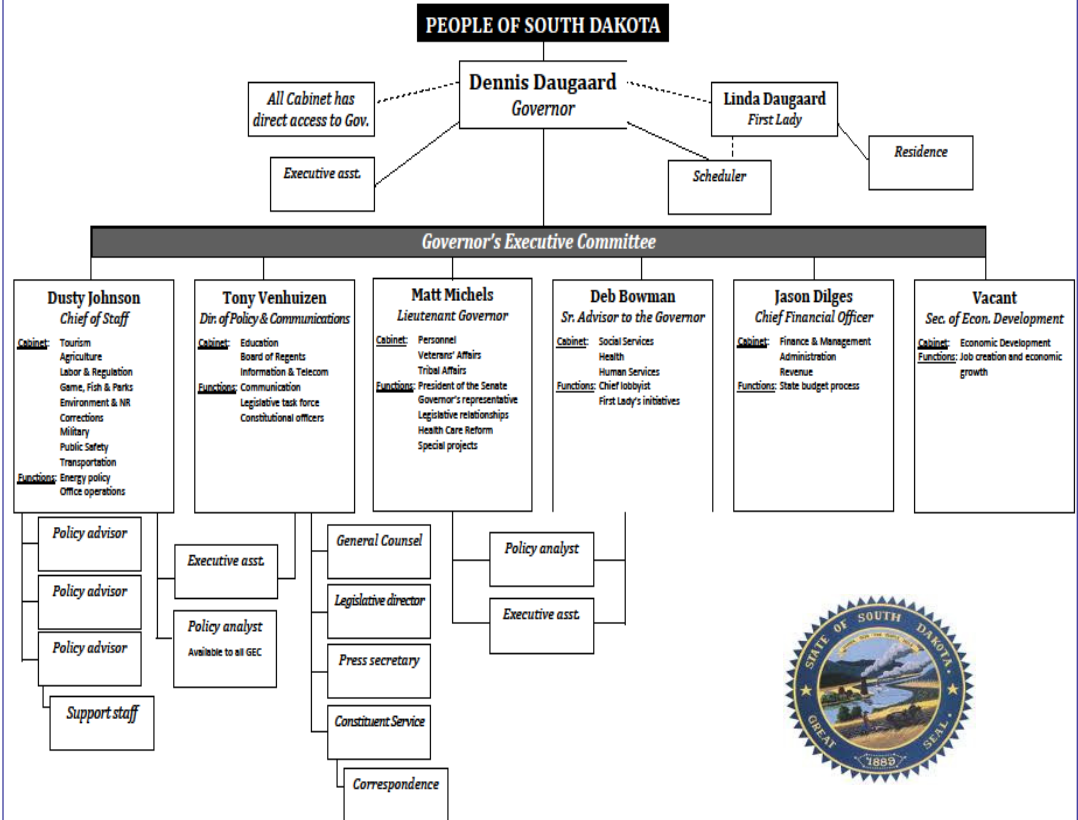 PEOPLE OF SOUTH DAKOTA
Dennis Daugaard
Governor
All Cabinet has
direct access to Gov.
Linda Daugaard
First Lady
Executive asst.
Scheduler
Residence
Governor's Executive Committee
Dusty Johnson
Chief of Staff
Cabinet: Tourism
Agriculture
Labor & Regulation
Game, Fish & Parks
Environment & NR
Corrections
Military
Public Safety
Transportation
Functions: Energy policy
Office operations
Tony Venhuizen
Dir. of Policy & Communications
Cabinet: Education
Board of Regents
Information & Telecom
Functions: Communication
Legislative task force
Constitutional officers
Matt Michels
Lieutenant Governor
Cabinet: Personnel
Veterans' Affairs
Tribal Affairs
Functions: President of the Senate
Governor's representative
Legislative relationships
Health Care Reform
Special projects
Deb Bowman
Sr. Advisor to the Governor
Cabinet: Social Services
Health
Human Services
Functions: Chief lobbyist
First Lady's initiatives
Jason Dilges
Chief Financial Officer
Cabinet: Finance & Management
Administration
Revenue
Functions: State budget process
Vacant
Sec. of Econ. Development
Cabinet: Economic Development
Functions: Job creation and economic
growth
Policy advisor
Policy advisor
Policy advisor
Support staff
Executive asst.
Policy analyst
Available to all GEC
General Counsel
Legislative director
Press secretary
Constituent Service
Correspondence
Policy analyst
Executive asst.
STATE OF SOUTH DAKOTA.
GREAT SEAL
1889